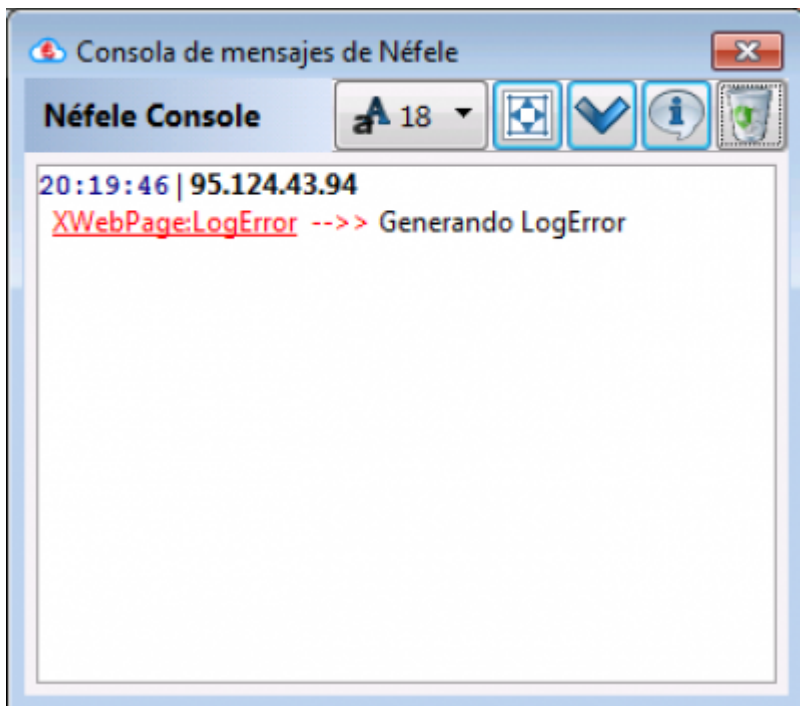 Consola de mensajes de Néfele
Néfele Console aA 18
20:19:46 | 95.124.43.94
XWebPage:LogError -->> Generando LogError